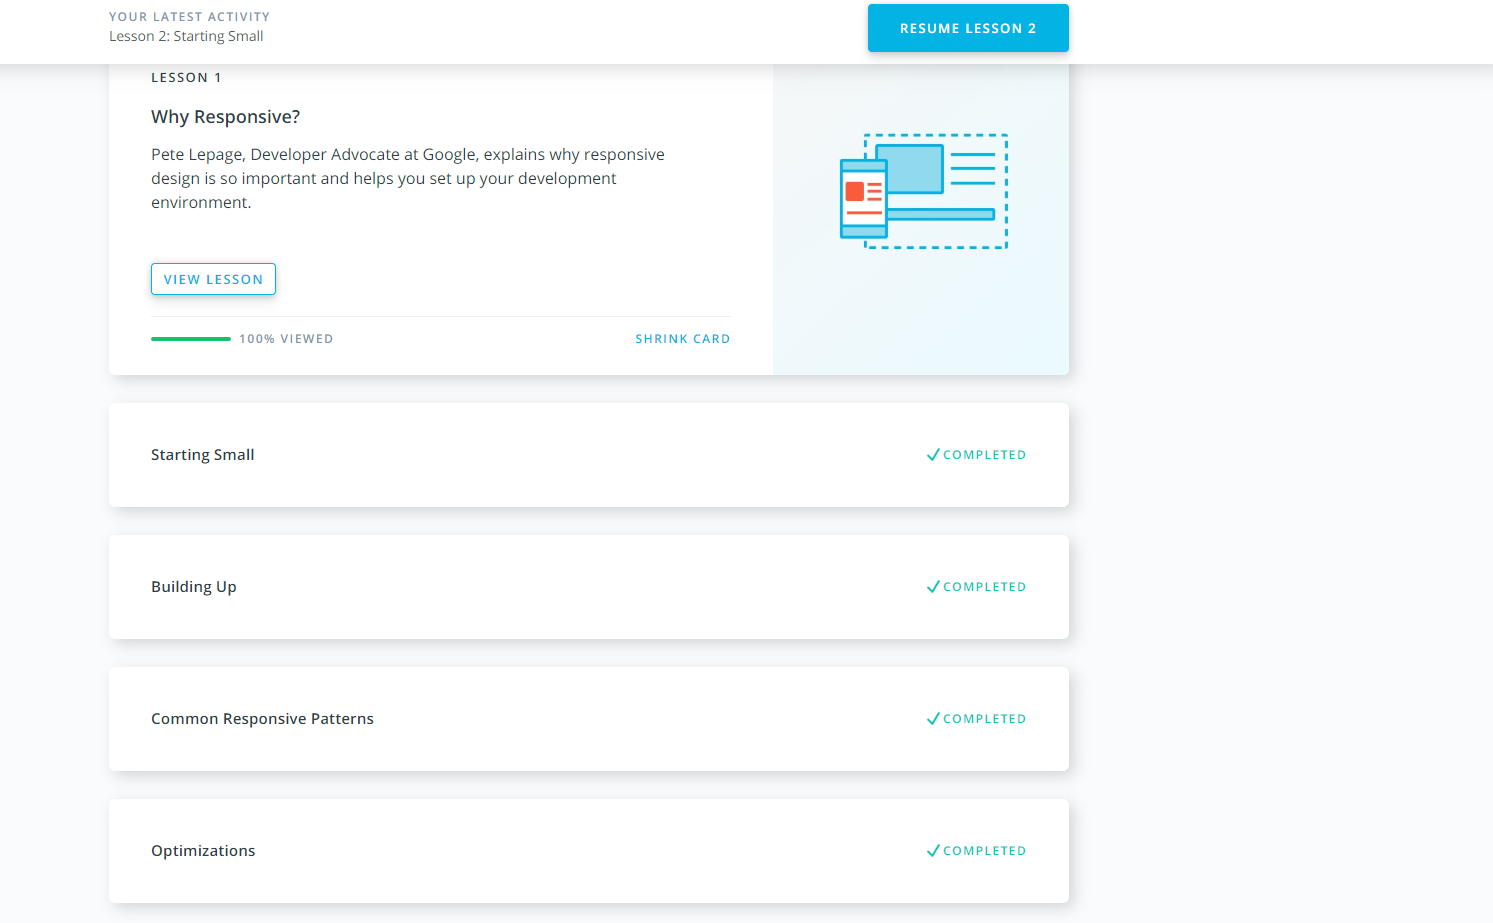 YOUR LATEST ACTIVITY
Lesson 2: Starting Small
RESUME LESSON 2
LESSON 1
Why Responsive?
Pete Lepage, Developer Advocate at Google, explains why responsive
design is so important and helps you set up your development
environment.
VIEW LESSON
100% VIEWED
SHRINK CARD
Starting Small
COMPLETED
Building Up
COMPLETED
Common Responsive Patterns
COMPLETED
Optimizations
COMPLETED